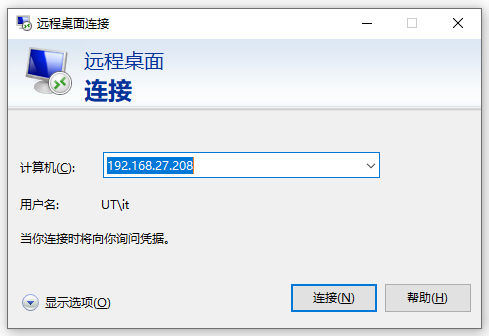 远程桌面连接
远程桌面
连接
计算机(C): 192.168.27.208
用户名: UT\it
当你连接时将向你询问凭据。
显示选项(O) 连接(N) 帮助(H)